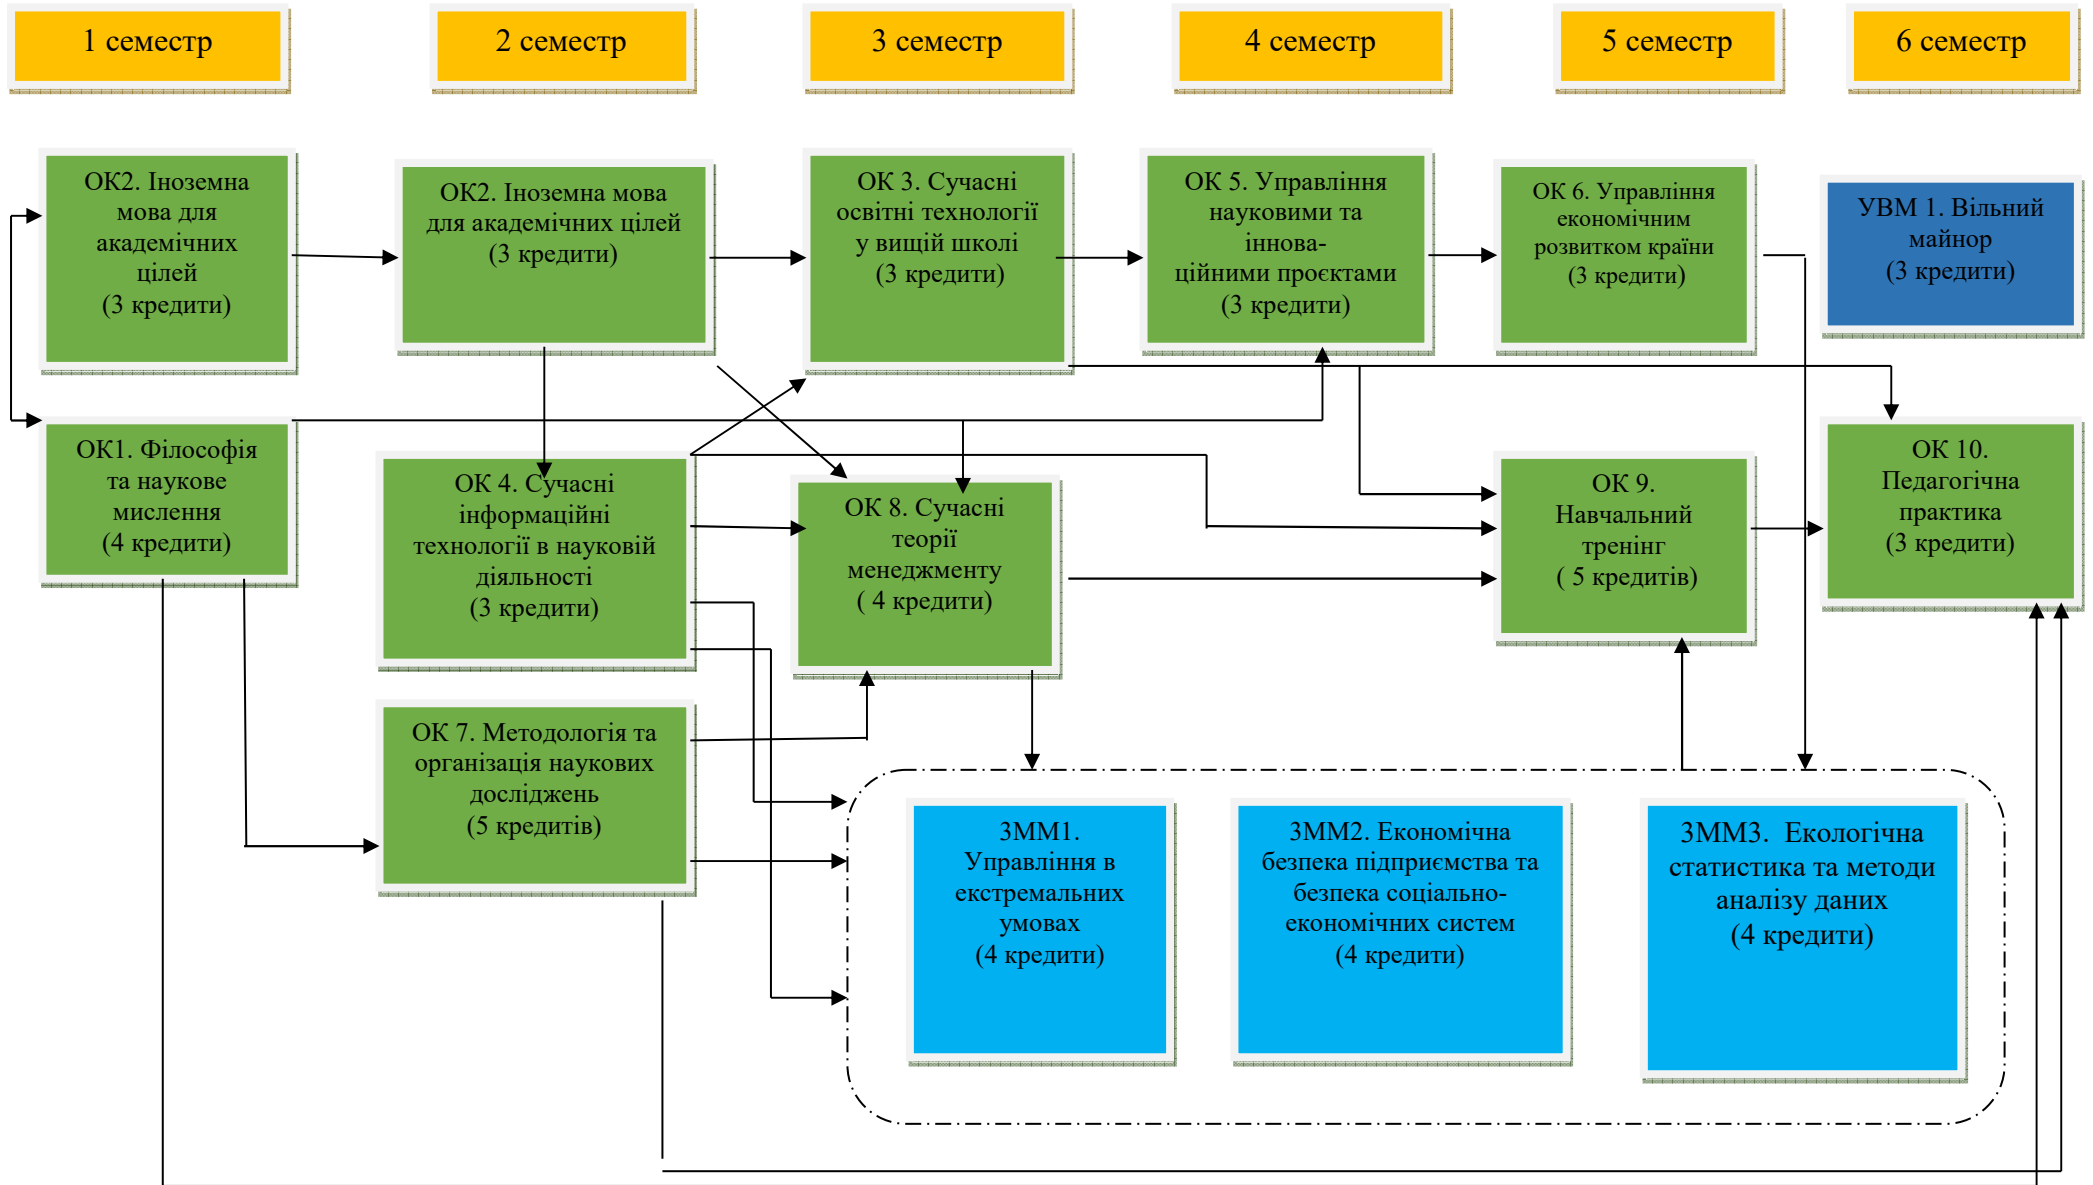 1 семестр
2 семестр
3 семестр
4 семестр
5 семестр
6 семестр
ОК2. Іноземна
мова для
академічних
цілей
(3 кредити)
ОК2. Іноземна мова
для академічних цілей
(3 кредити)
ОК 3. Сучасні
освітні технології
у вищій школі
(3 кредити)
ОК 5. Управління
науковими та
іннова-
ційними проєктами
(3 кредити)
ОК 6. Управління
економічним
розвитком країни
(3 кредити)
УВМ 1. Вільний
майнор
(3 кредити)
ОК1. Філософія
та наукове
мислення
(4 кредити)
ОК 4. Сучасні
інформаційні
технології в науковій
діяльності
(3 кредити)
ОК 8. Сучасні
теорії
менеджменту
( 4 кредити)
ОК 9.
Навчальний
тренінг
( 5 кредитів)
ОК 10.
Педагогічна
практика
(3 кредити)
ОК 7. Методологія та
організація наукових
досліджень
(5 кредитів)
ЗММ1.
Управління в
екстремальних
умовах
(4 кредити)
ЗММ2. Економічна
безпека підприємства та
безпека соціально-
економічних систем
(4 кредити)
ЗММ3.  Екологічна
статистика та методи
аналізу даних
(4 кредити)